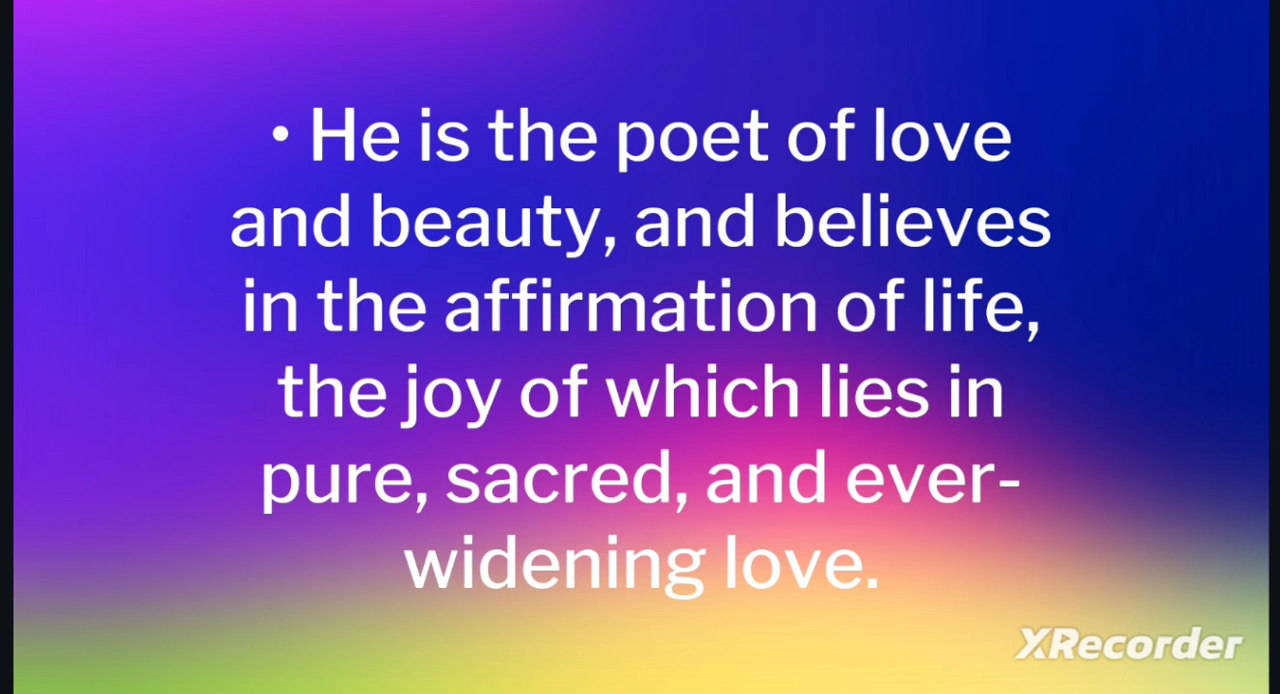 • He is the poet of love
and beauty, and believes
in the affirmation of life,
the joy of which lies in
pure, sacred, and ever-
widening love.
XRecorder